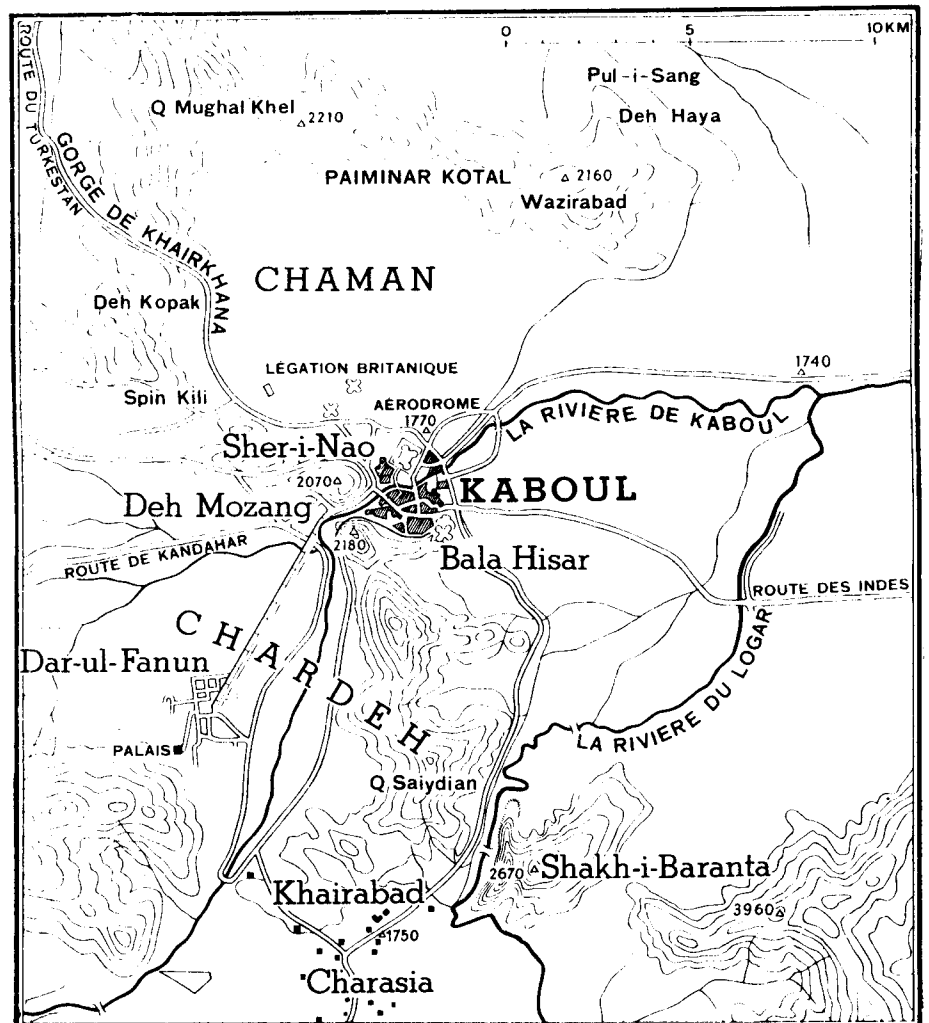 0 5 10 KM
ROUTE DU TURKESTAN
Pul-i-Sang
Q Mughal Khel 2210
Deh Haya
GORGE DE KHAIRKHANA
PAIMINAR KOTAL 2160
Wazirabad
CHAMAN
Deh Kopak
LÉGATION BRITANIQUE
1740
Spin Kili
AÉRODROME
1770
LA RIVIERE DE KABOUL
Sher-i-Nao
2070
KABOUL
Deh Mozang
2180
ROUTE DE KANDAHAR
Bala Hisar
ROUTE DES INDES
CHARDEH
Dar-ul-Fanun
LA RIVIERE DU LOGAR
PALAIS
Q Saiydian
2670 Shakh-i-Baranta
Khairabad
3960
1750
Charasia